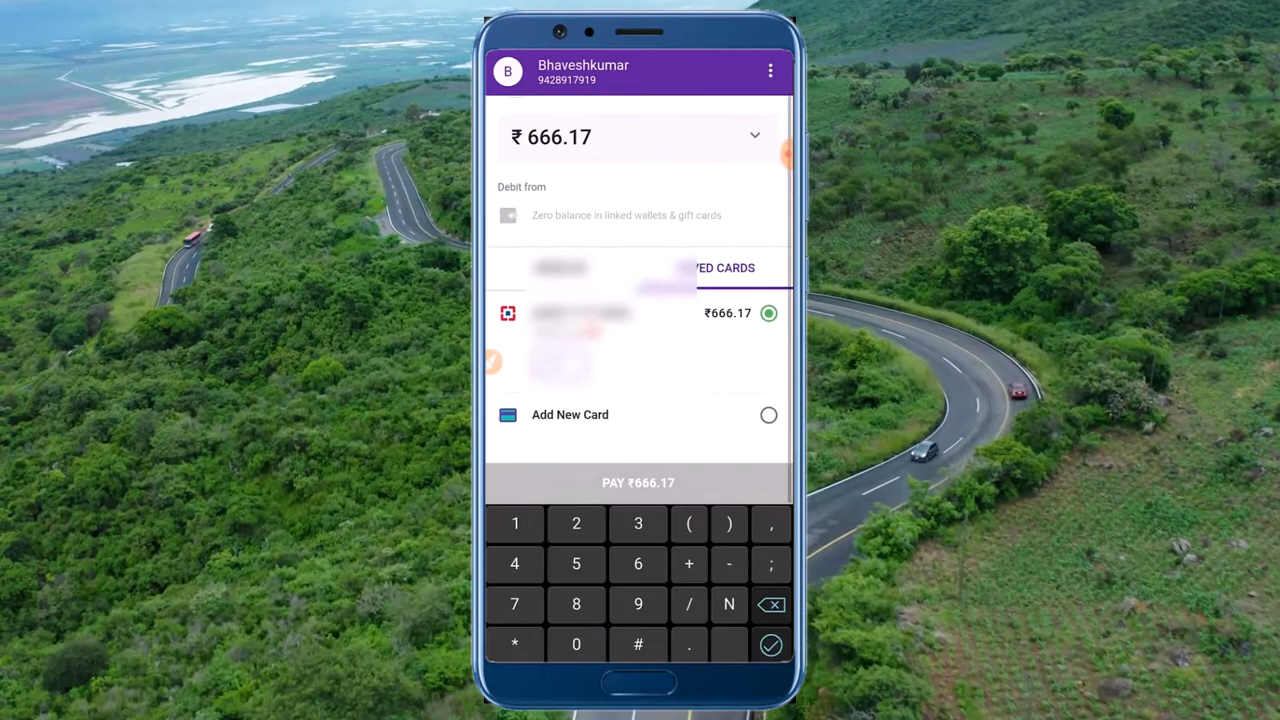 B
Bhaveshkumar
9428917919
₹ 666.17
Debit from
Zero balance in linked wallets & gift cards
VED CARDS
₹666.17
Add New Card
PAY ₹666.17
1 2 3 ( ) ,
4 5 6 + - ;
7 8 9 / N
* 0 # .